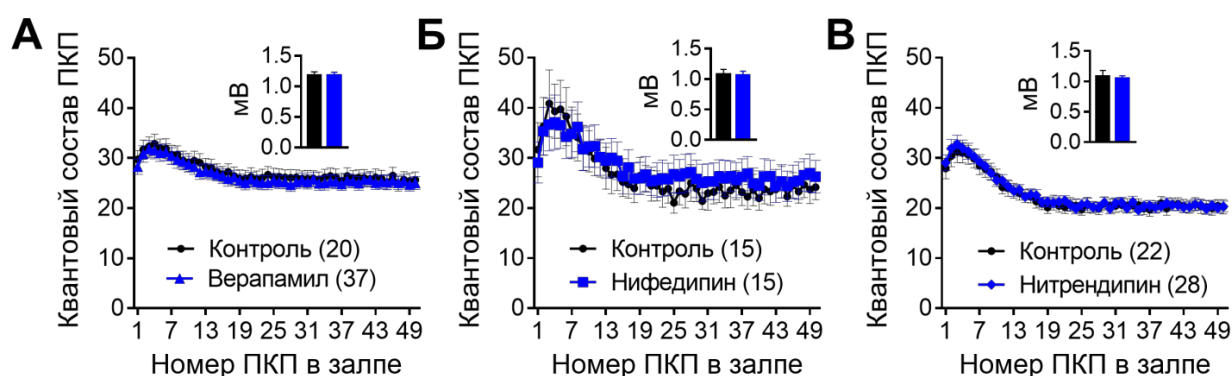 А
Квантовый состав ПКП
50
40
30
20
10
0
мВ
1.5
1.0
0.5
0.0
Контроль (20)
Верапамил (37)
1 7 13 19 25 31 37 43 49
Номер ПКП в залпе
Б
Квантовый состав ПКП
50
40
30
20
10
0
мВ
1.5
1.0
0.5
0.0
Контроль (15)
Нифедипин (15)
1 7 13 19 25 31 37 43 49
Номер ПКП в залпе
В
Квантовый состав ПКП
50
40
30
20
10
0
мВ
1.5
1.0
0.5
0.0
Контроль (22)
Нитрендипин (28)
1 7 13 19 25 31 37 43 49
Номер ПКП в залпе